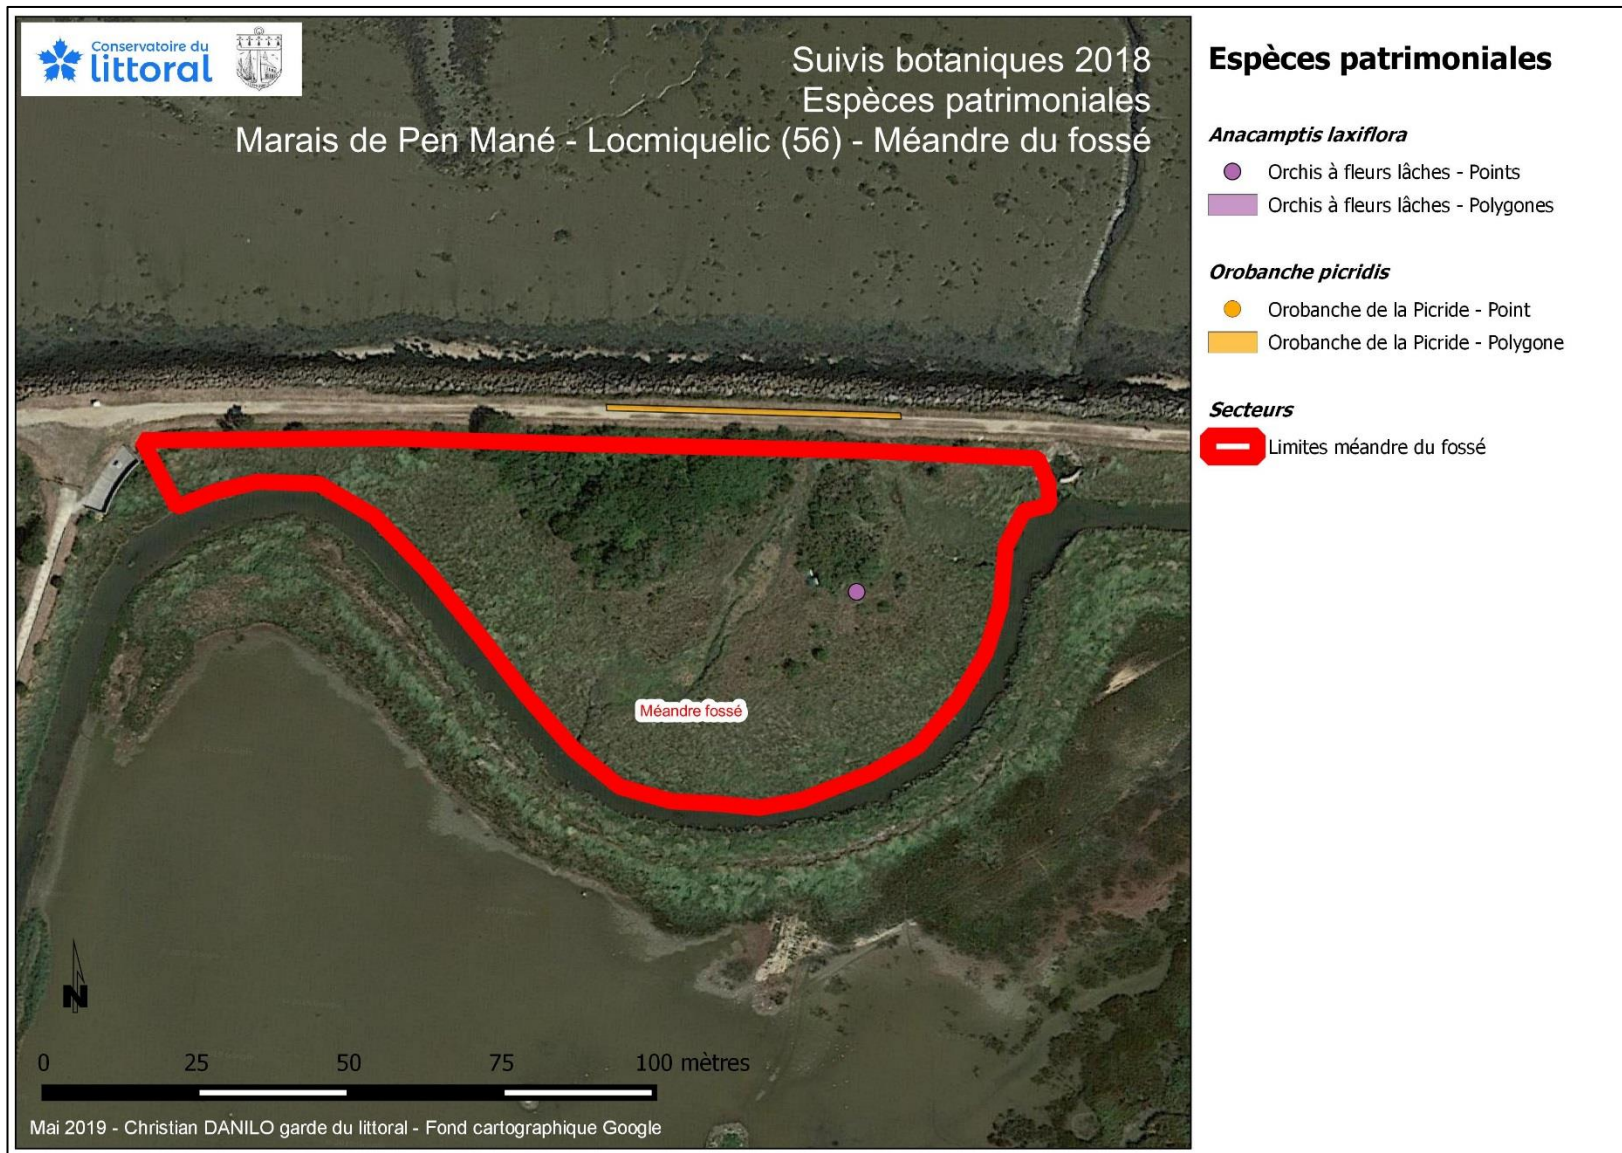 Conservatoire du
littoral
Suivis botaniques 2018
Espèces patrimoniales
Marais de Pen Mané - Locmiquelic (56) - Méandre du fossé
Méandre fossé
N
0 25 50 75 100 mètres
Mai 2019 - Christian DANILO garde du littoral - Fond cartographique Google
Espèces patrimoniales
Anacamptis laxiflora
Orchis à fleurs lâches - Points
Orchis à fleurs lâches - Polygones
Orobanche picridis
Orobanche de la Picride - Point
Orobanche de la Picride - Polygone
Secteurs
Limites méandre du fossé